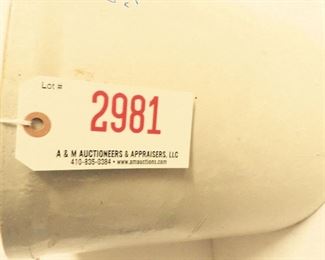 Lot #
2981
A & M AUCTIONEERS & APPRAISERS, LLC
410-835-0384 • www.amauctions.com